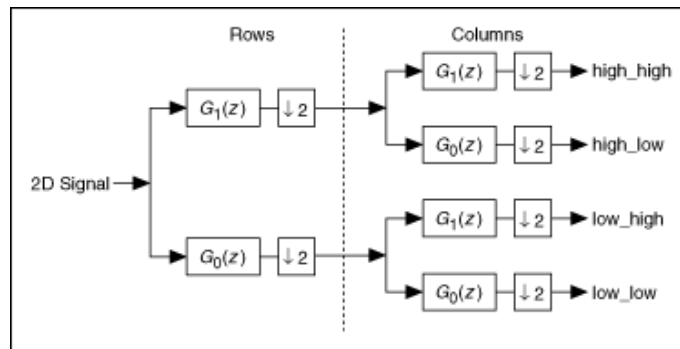 Rows Columns
G₁(z) ↓2 high_high
G₁(z) ↓2
G₀(z) ↓2 high_low
2D Signal
G₁(z) ↓2 low_high
G₀(z) ↓2
G₀(z) ↓2 low_low